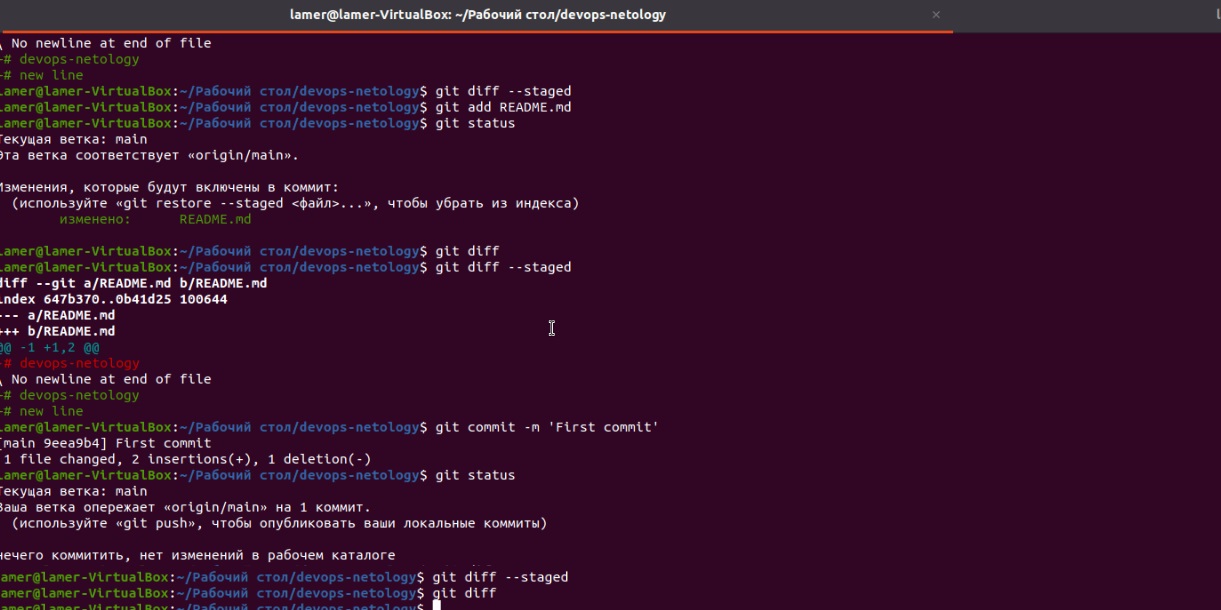 lamer@lamer-VirtualBox: ~/Рабочий стол/devops-netology ×
\ No newline at end of file
+# devops-netology
+# new line
lamer@lamer-VirtualBox:~/Рабочий стол/devops-netology$ git diff --staged
lamer@lamer-VirtualBox:~/Рабочий стол/devops-netology$ git add README.md
lamer@lamer-VirtualBox:~/Рабочий стол/devops-netology$ git status
Текущая ветка: main
Эта ветка соответствует «origin/main».
Изменения, которые будут включены в коммит:
(используйте «git restore --staged <файл>...», чтобы убрать из индекса)
изменено: README.md
lamer@lamer-VirtualBox:~/Рабочий стол/devops-netology$ git diff
lamer@lamer-VirtualBox:~/Рабочий стол/devops-netology$ git diff --staged
diff --git a/README.md b/README.md
index 647b370..0b41d25 100644
--- a/README.md
+++ b/README.md
@@ -1 +1,2 @@
-# devops-netology
\ No newline at end of file
+# devops-netology
+# new line
lamer@lamer-VirtualBox:~/Рабочий стол/devops-netology$ git commit -m 'First commit'
[main 9eea9b4] First commit
1 file changed, 2 insertions(+), 1 deletion(-)
lamer@lamer-VirtualBox:~/Рабочий стол/devops-netology$ git status
Текущая ветка: main
Ваша ветка опережает «origin/main» на 1 коммит.
(используйте «git push», чтобы опубликовать ваши локальные коммиты)
нечего коммитить, нет изменений в рабочем каталоге
lamer@lamer-VirtualBox:~/Рабочий стол/devops-netology$ git diff --staged
lamer@lamer-VirtualBox:~/Рабочий стол/devops-netology$ git diff
lamer@lamer-VirtualBox:~/Рабочий стол/devops-netology$